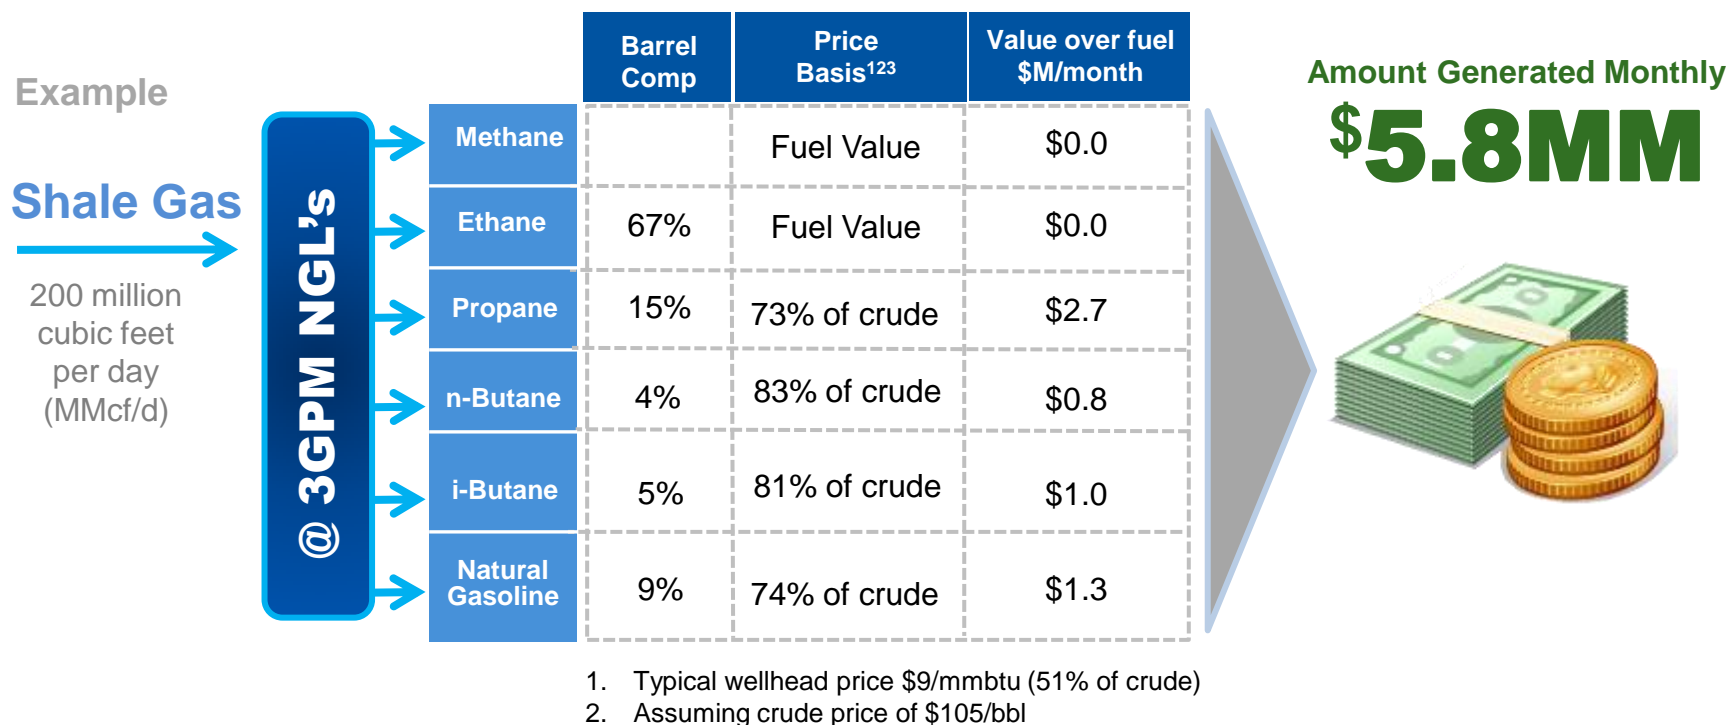 Example
Shale Gas
200 million
cubic feet
per day
(MMcf/d)
@ 3GPM NGL's
Barrel
Comp
Price
Basis¹²³
Value over fuel
$M/month
Methane
Fuel Value
$0.0
Ethane
67%
Fuel Value
$0.0
Propane
15%
73% of crude
$2.7
n-Butane
4%
83% of crude
$0.8
i-Butane
5%
81% of crude
$1.0
Natural
Gasoline
9%
74% of crude
$1.3
Amount Generated Monthly
$5.8MM
1. Typical wellhead price $9/mmbtu (51% of crude)
2. Assuming crude price of $105/bbl